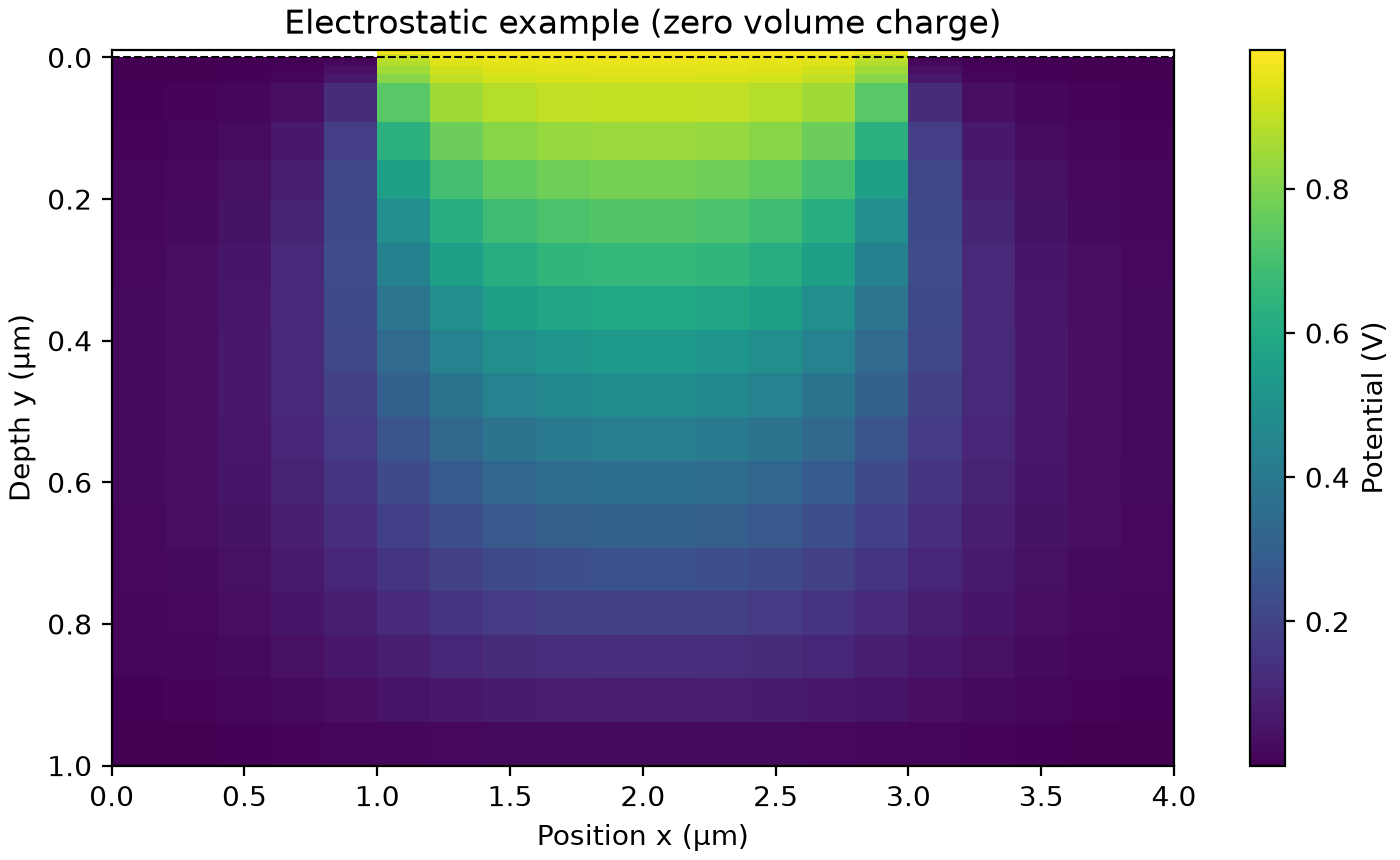 Electrostatic example (zero volume charge)
0.0
0.2
0.4
0.6
0.8
1.0
Depth y (μm)
0.0 0.5 1.0 1.5 2.0 2.5 3.0 3.5 4.0
Position x (μm)
0.8
0.6
0.4
0.2
Potential (V)